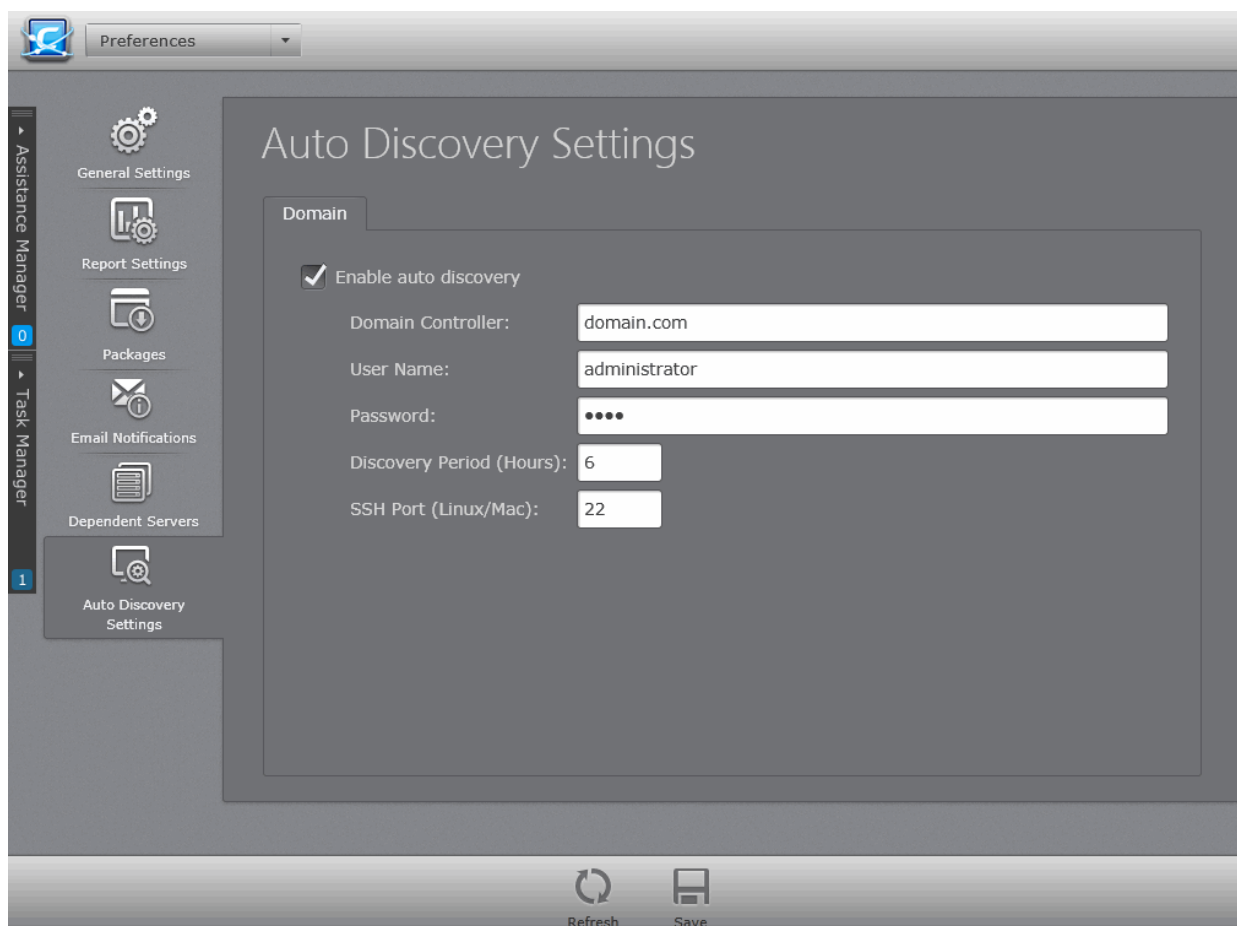 Preferences
Assistance Manager
0
Task Manager
1
General Settings
Report Settings
Packages
Email Notifications
Dependent Servers
Auto Discovery
Settings
Auto Discovery Settings
Domain
Enable auto discovery
Domain Controller: domain.com
User Name: administrator
Password: ••••
Discovery Period (Hours): 6
SSH Port (Linux/Mac): 22
Refresh Save